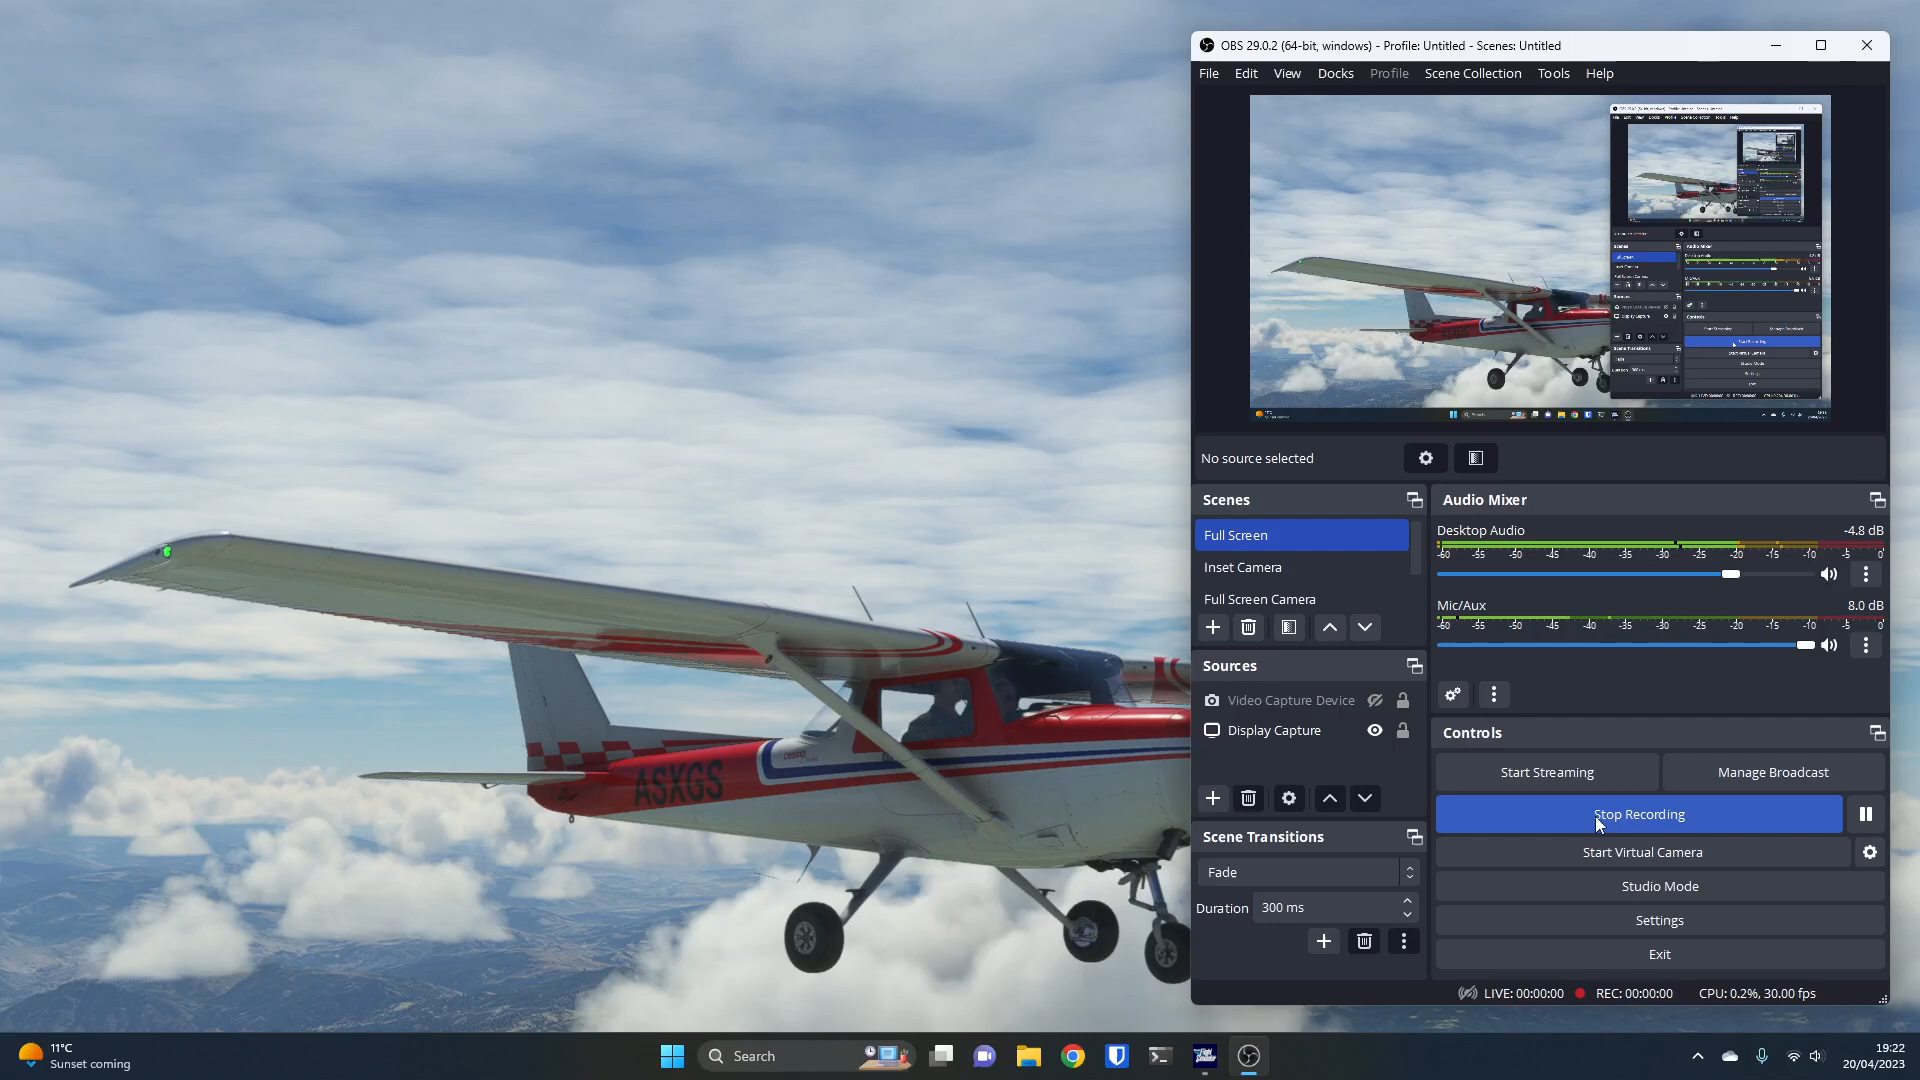 OBS 29.0.2 (64-bit, windows) - Profile: Untitled - Scenes: Untitled
File Edit View Docks Profile Scene Collection Tools Help
No source selected
Scenes
Full Screen
Inset Camera
Full Screen Camera
Sources
Video Capture Device
Display Capture
Scene Transitions
Fade
Duration 300 ms
Audio Mixer
Desktop Audio -4.8 dB
-60 -55 -50 -45 -40 -35 -30 -25 -20 -15 -10 -5 0
Mic/Aux 8.0 dB
-60 -55 -50 -45 -40 -35 -30 -25 -20 -15 -10 -5 0
Controls
Start Streaming Manage Broadcast
Stop Recording
Start Virtual Camera
Studio Mode
Settings
Exit
LIVE: 00:00:00 REC: 00:00:00 CPU: 0.2%, 30.00 fps
ASXGS
11°C
Sunset coming
Search
19:22
20/04/2023